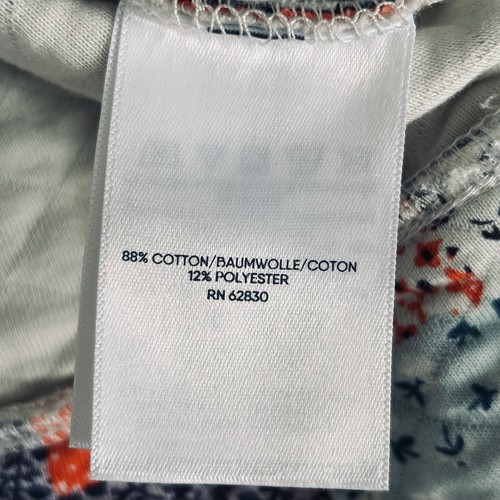 88% COTTON/BAUMWOLLE/COTON
12% POLYESTER
RN 62830